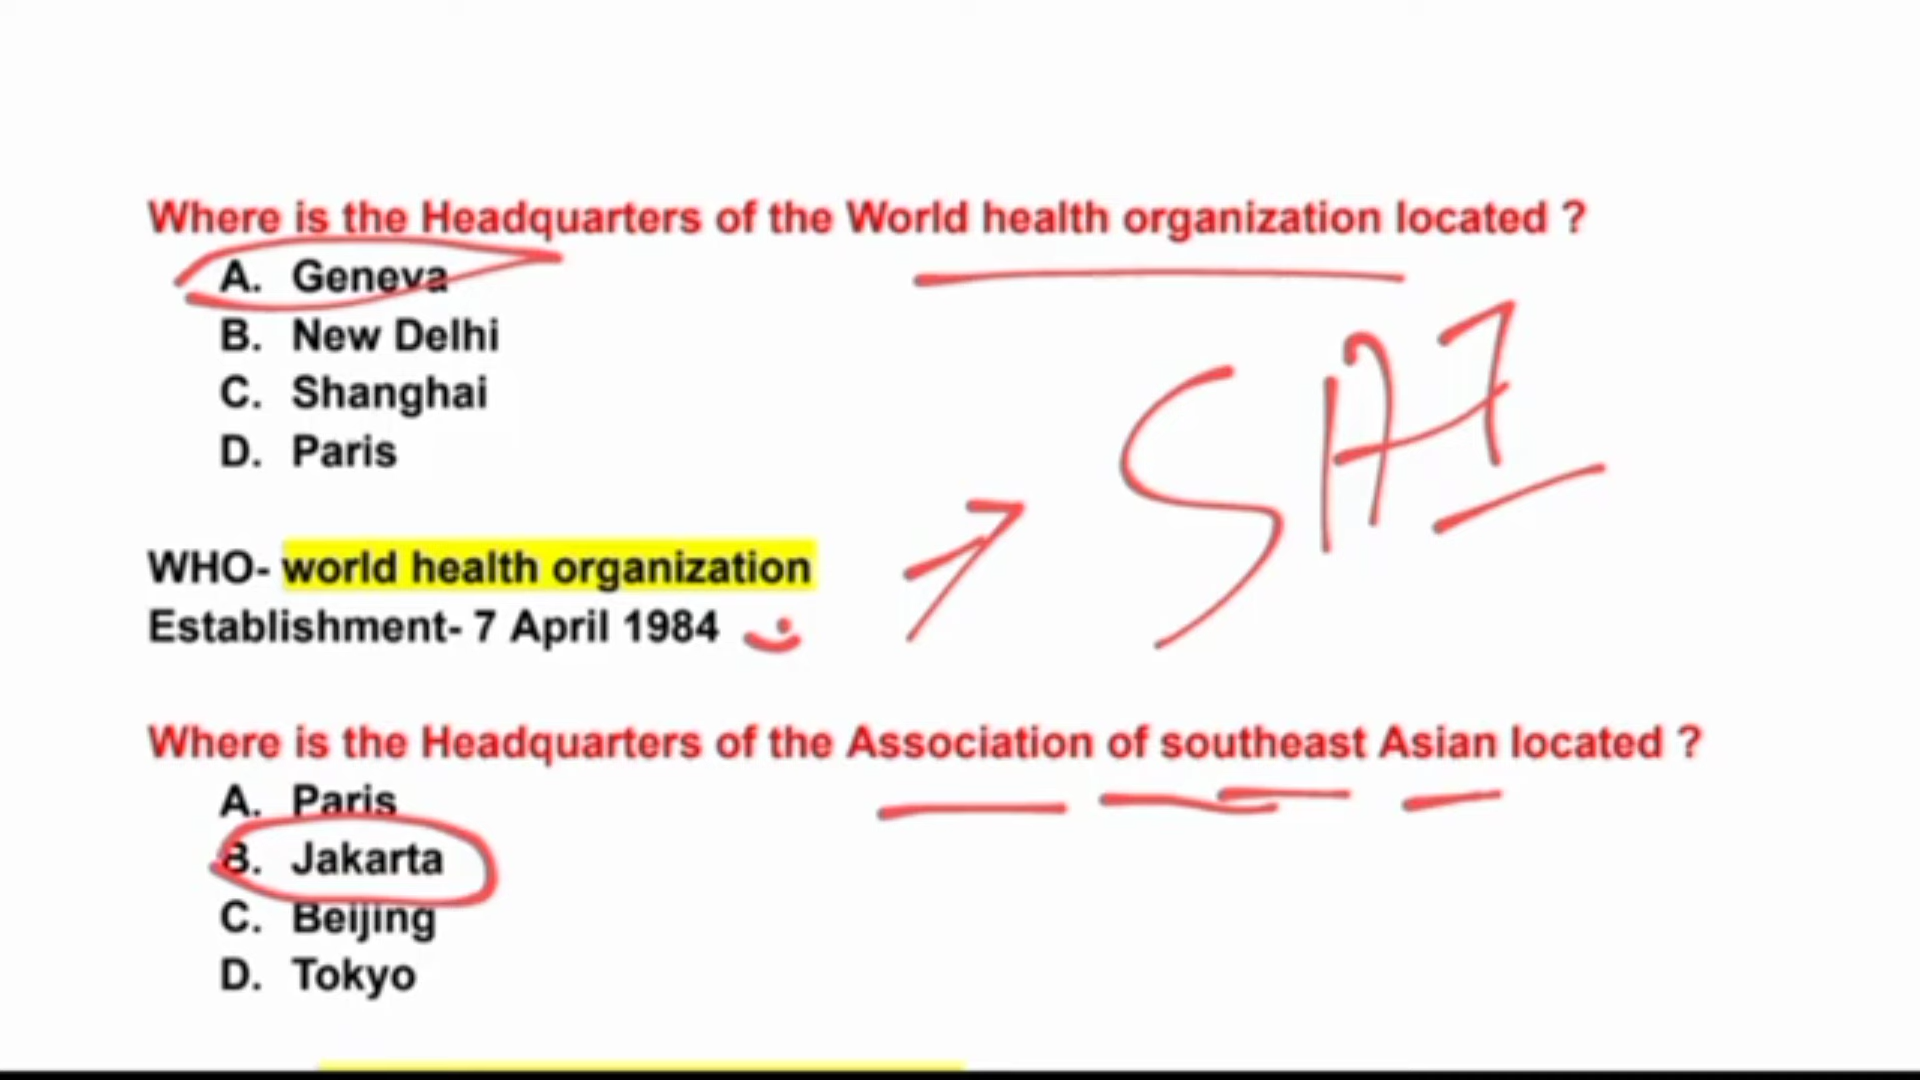 Where is the Headquarters of the World health organization located ?
A. Geneva
B. New Delhi
C. Shanghai
D. Paris
WHO- world health organization
Establishment- 7 April 1984
Where is the Headquarters of the Association of southeast Asian located ?
A. Paris
B. Jakarta
C. Beijing
D. Tokyo